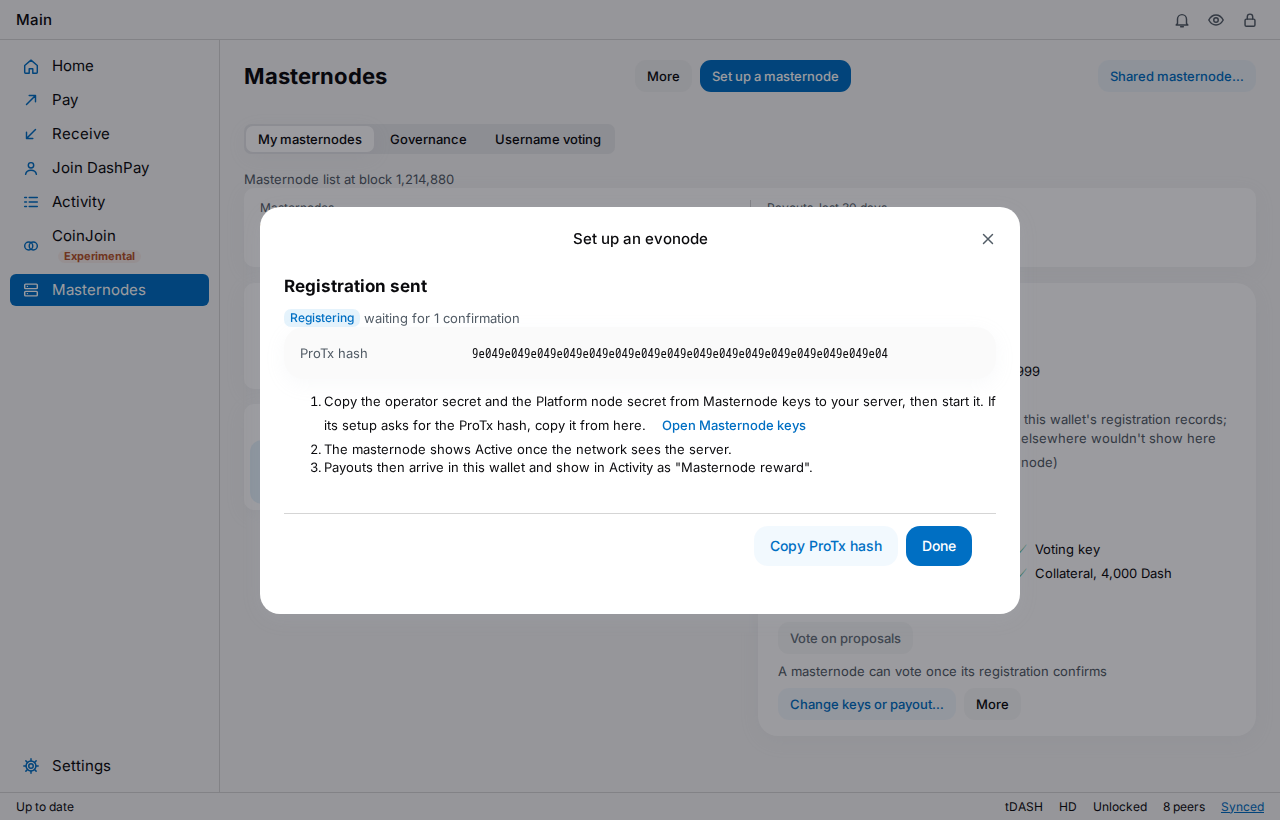 Main
Home
Pay
Receive
Join DashPay
Activity
CoinJoin
Experimental
Masternodes
Settings
Masternodes
More
Set up a masternode
Shared masternode...
My masternodes
Governance
Username voting
Masternode list at block 1,214,880
Set up an evonode
Registration sent
Registering waiting for 1 confirmation
ProTx hash 9e049e049e049e049e049e049e049e049e049e049e049e049e049e049e049e04
1. Copy the operator secret and the Platform node secret from Masternode keys to your server, then start it. If
its setup asks for the ProTx hash, copy it from here. Open Masternode keys
2. The masternode shows Active once the network sees the server.
3. Payouts then arrive in this wallet and show in Activity as "Masternode reward".
Copy ProTx hash
Done
999
this wallet's registration records;
elsewhere wouldn't show here
node)
Voting key
Collateral, 4,000 Dash
Vote on proposals
A masternode can vote once its registration confirms
Change keys or payout...
More
Up to date
tDASH
HD
Unlocked
8 peers
Synced